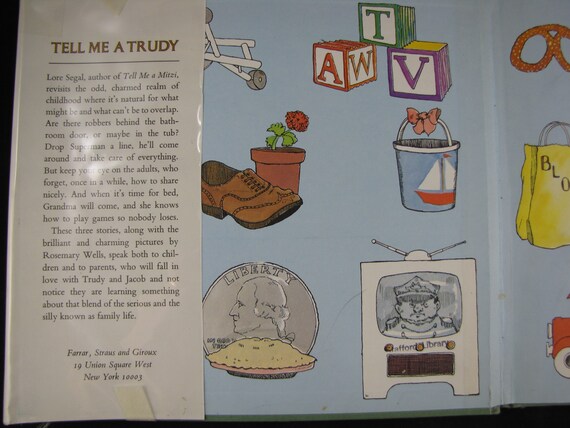 TELL ME A TRUDY
Lore Segal, author of Tell Me a Mitzi,
revisits the odd, charmed realm of
childhood where it's natural for what
might be and what can't be to overlap.
Are there robbers behind the bath-
room door, or maybe in the tub?
Drop Superman a line, he'll come
around and take care of everything.
But keep your eye on the adults, who
forget, once in a while, how to share
nicely. And when it's time for bed,
Grandma will come, and she knows
how to play games so nobody loses.
These three stories, along with the
brilliant and charming pictures by
Rosemary Wells, speak both to chil-
dren and to parents, who will fall in
love with Trudy and Jacob and not
notice they are learning something
about that blend of the serious and the
silly known as family life.
Farrar, Straus and Giroux
19 Union Square West
New York 10003
T
A W V
LIBERTY
Library
BLO